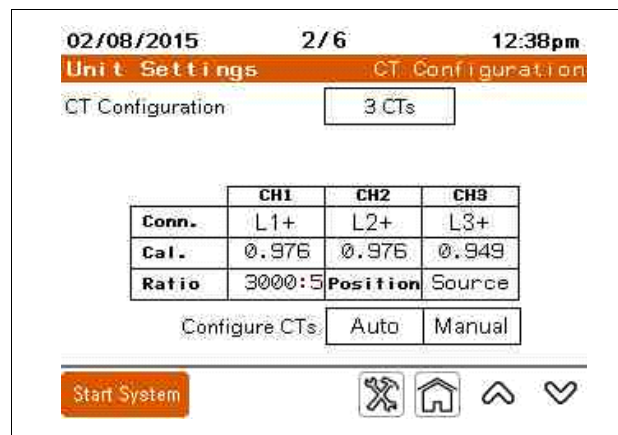 02/08/2015 2/6 12:38pm
Unit Settings CT Configuration
CT Configuration 3 CTs
CH1 CH2 CH3
Conn. L1+ L2+ L3+
Cal. 0.976 0.976 0.949
Ratio 3000:5 Position Source
Configure CTs Auto Manual
Start System